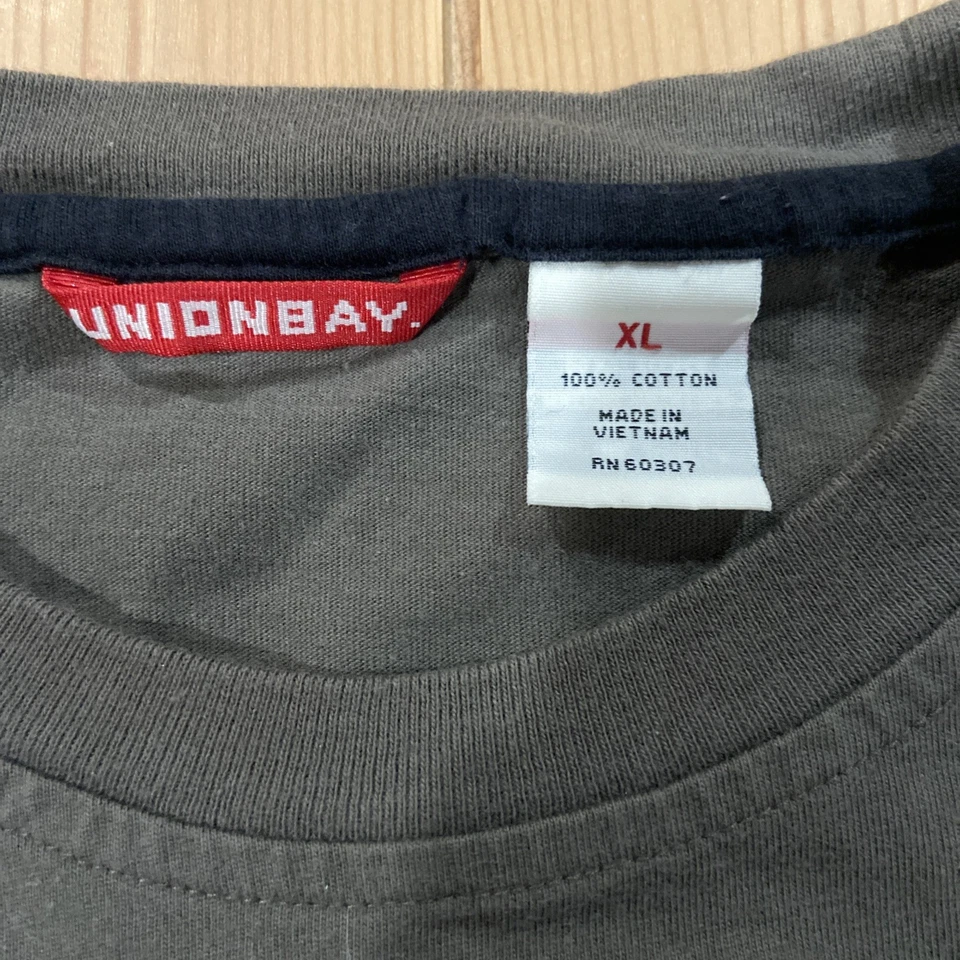 UNIONBAY.
XL
100% COTTON
MADE IN
VIETNAM
RN 60307